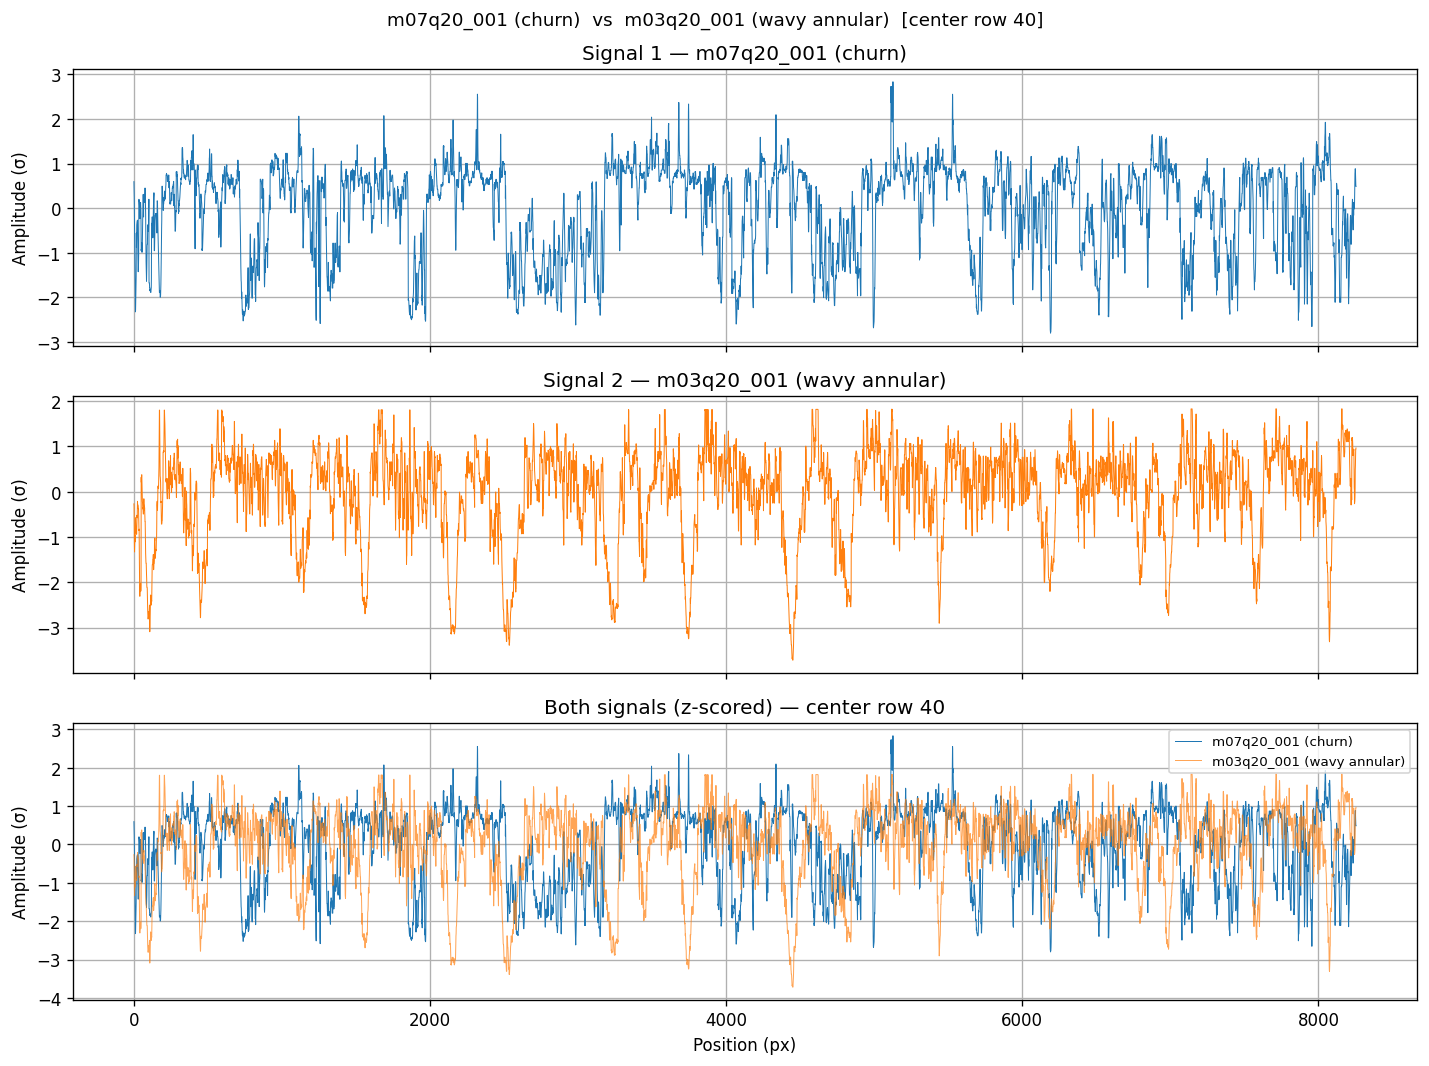 m07q20_001 (churn)  vs  m03q20_001 (wavy annular)  [center row 40]
Signal 1 — m07q20_001 (churn)
Amplitude (σ)
3
2
1
0
−1
−2
−3
Signal 2 — m03q20_001 (wavy annular)
Amplitude (σ)
2
1
0
−1
−2
−3
Both signals (z-scored) — center row 40
Amplitude (σ)
3
2
1
0
−1
−2
−3
−4
m07q20_001 (churn)
m03q20_001 (wavy annular)
0 2000 4000 6000 8000
Position (px)